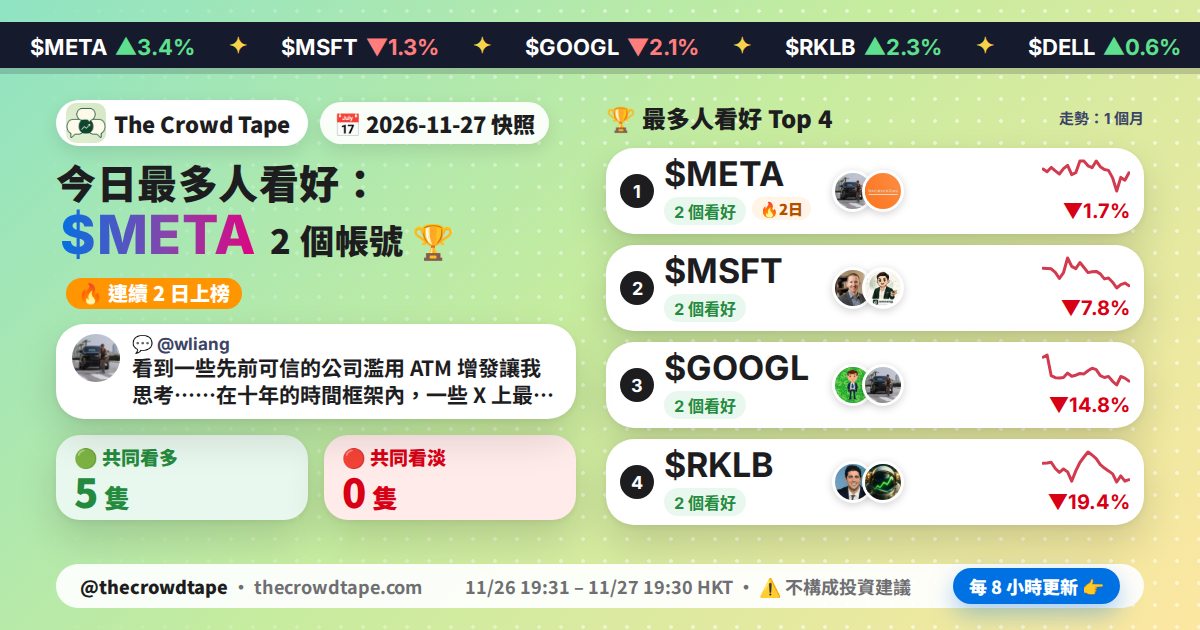 $META ▲3.4% ✦ $MSFT ▼1.3% ✦ $GOOGL ▼2.1% ✦ $RKLB ▲2.3% ✦ $DELL ▲0.6%
The Crowd Tape
📅 2026-11-27 快照
今日最多人看好：
$META 2 個帳號 🏆
🔥 連續 2 日上榜
💬 @wliang
看到一些先前可信的公司濫用 ATM 增發讓我
思考⋯⋯在十年的時間框架內，一些 X 上最⋯
🟢 共同看多
5 隻
🔴 共同看淡
0 隻
🏆 最多人看好 Top 4
走勢：1個月
1 $META
2 個看好 🔥2日
▼1.7%
2 $MSFT
2 個看好
▼7.8%
3 $GOOGL
2 個看好
▼14.8%
4 $RKLB
2 個看好
▼19.4%
@thecrowdtape • thecrowdtape.com 11/26 19:31 – 11/27 19:30 HKT • ⚠️ 不構成投資建議
每 8 小時更新 👉